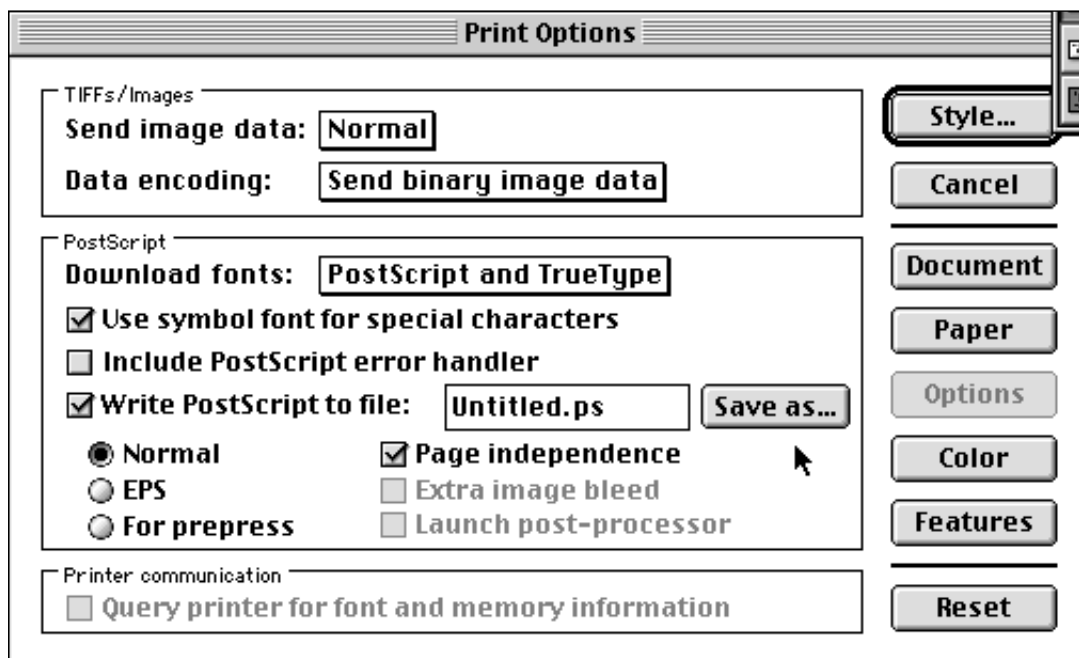 Print Options
TIFFs/Images
Send image data: Normal
Data encoding: Send binary image data
PostScript
Download fonts: PostScript and TrueType
Use symbol font for special characters
Include PostScript error handler
Write PostScript to file: Untitled.ps Save as...
Normal Page independence
EPS Extra image bleed
For prepress Launch post-processor
Printer communication
Query printer for font and memory information
Style...
Cancel
Document
Paper
Options
Color
Features
Reset